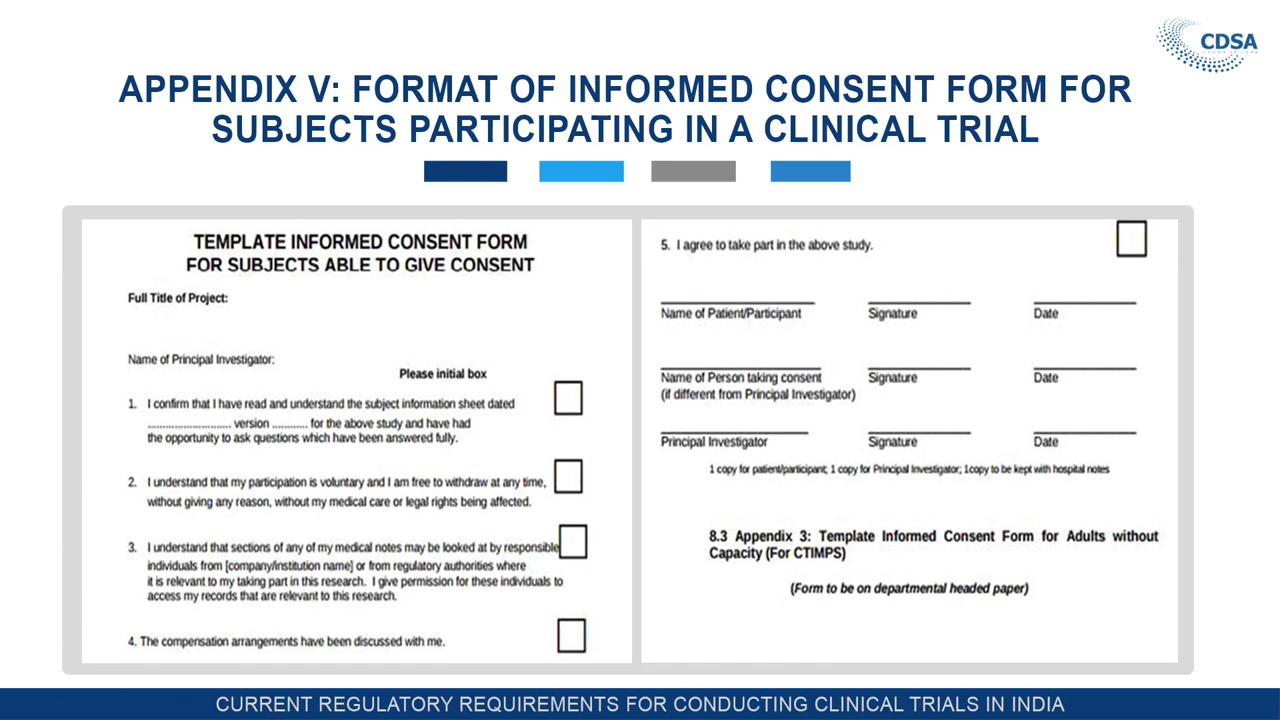 CDSA
APPENDIX V: FORMAT OF INFORMED CONSENT FORM FOR
SUBJECTS PARTICIPATING IN A CLINICAL TRIAL
TEMPLATE INFORMED CONSENT FORM
FOR SUBJECTS ABLE TO GIVE CONSENT
Full Title of Project:
Name of Principal Investigator:
Please initial box
1. I confirm that I have read and understand the subject information sheet dated
............................ version ............ for the above study and have had
the opportunity to ask questions which have been answered fully.
2. I understand that my participation is voluntary and I am free to withdraw at any time,
without giving any reason, without my medical care or legal rights being affected.
3. I understand that sections of any of my medical notes may be looked at by responsible
individuals from [company/institution name] or from regulatory authorities where
it is relevant to my taking part in this research. I give permission for these individuals to
access my records that are relevant to this research.
4. The compensation arrangements have been discussed with me.
5. I agree to take part in the above study.
Name of Patient/Participant Signature Date
Name of Person taking consent Signature Date
(if different from Principal Investigator)
Principal Investigator Signature Date
1 copy for patient/participant; 1 copy for Principal Investigator; 1copy to be kept with hospital notes
8.3 Appendix 3: Template Informed Consent Form for Adults without
Capacity (For CTIMPS)
(Form to be on departmental headed paper)
CURRENT REGULATORY REQUIREMENTS FOR CONDUCTING CLINICAL TRIALS IN INDIA